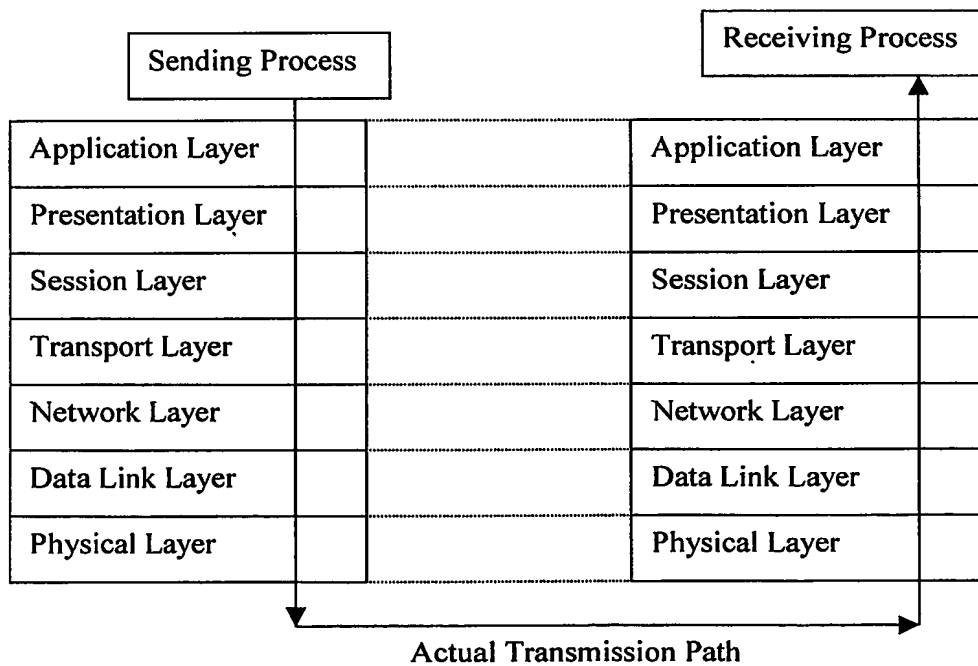 Sending Process
Receiving Process
Application Layer
Presentation Layer
Session Layer
Transport Layer
Network Layer
Data Link Layer
Physical Layer
Application Layer
Presentation Layer
Session Layer
Transport Layer
Network Layer
Data Link Layer
Physical Layer
Actual Transmission Path